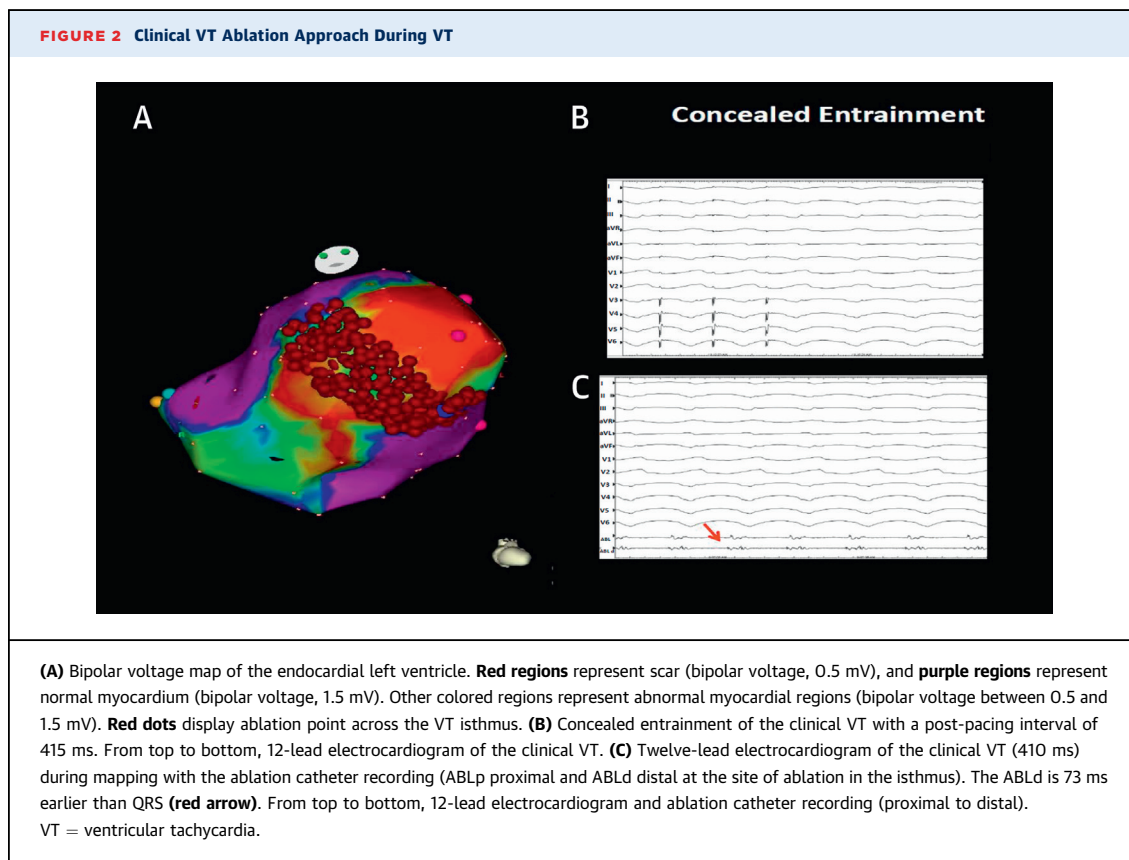 FIGURE 2 Clinical VT Ablation Approach During VT
A
B
Concealed Entrainment
I
II
III
aVR
aVL
aVF
V1
V2
V3
V4
V5
V6
C
I
II
III
aVR
aVL
aVF
V1
V2
V3
V4
V5
V6
ABL
ABL
(A) Bipolar voltage map of the endocardial left ventricle. Red regions represent scar (bipolar voltage, 0.5 mV), and purple regions represent
normal myocardium (bipolar voltage, 1.5 mV). Other colored regions represent abnormal myocardial regions (bipolar voltage between 0.5 and
1.5 mV). Red dots display ablation point across the VT isthmus. (B) Concealed entrainment of the clinical VT with a post-pacing interval of
415 ms. From top to bottom, 12-lead electrocardiogram of the clinical VT. (C) Twelve-lead electrocardiogram of the clinical VT (410 ms)
during mapping with the ablation catheter recording (ABLp proximal and ABLd distal at the site of ablation in the isthmus). The ABLd is 73 ms
earlier than QRS (red arrow). From top to bottom, 12-lead electrocardiogram and ablation catheter recording (proximal to distal).
VT = ventricular tachycardia.